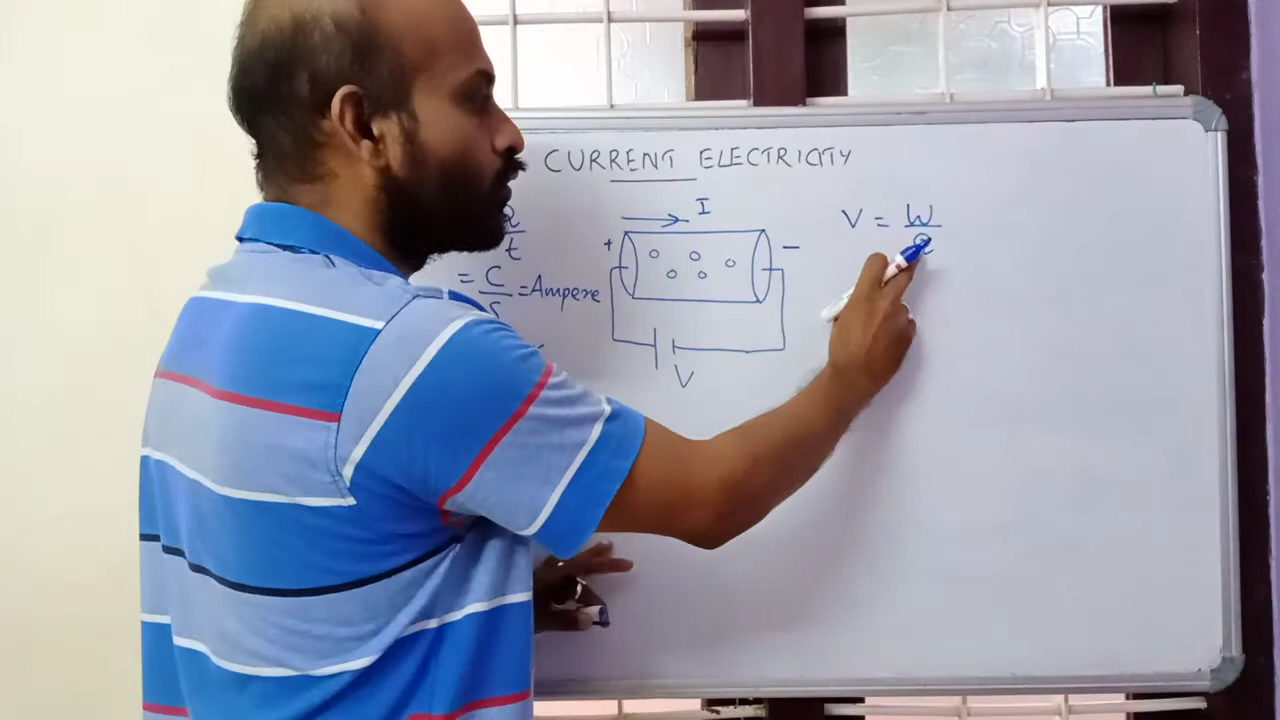 CURRENT ELECTRICITY
Q
t
= C
S
= Ampere
I
+
−
V
V = W